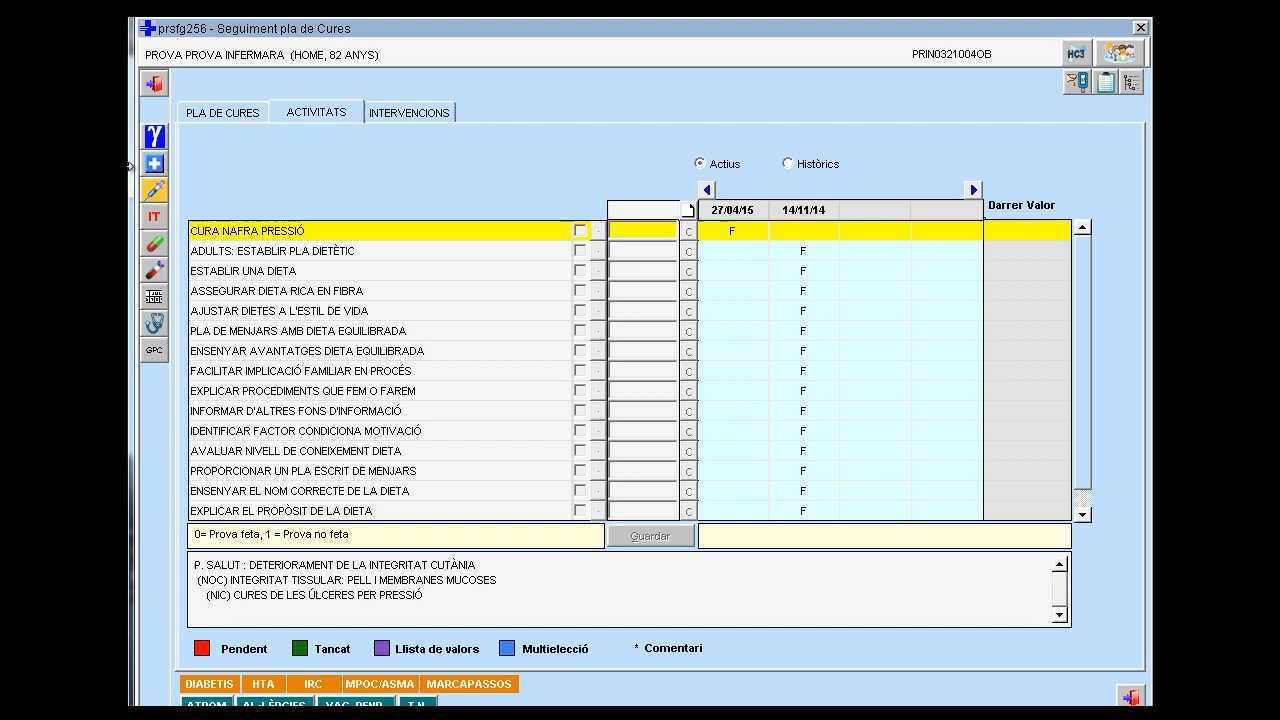 prsfg256 - Seguiment pla de Cures
PROVA PROVA INFERMARA (HOME, 82 ANYS) PRIN0321004OB HC3
PLA DE CURES ACTIVITATS INTERVENCIONS
γ
Actius Històrics
IT
27/04/15 14/11/14 Darrer Valor
CURA NAFRA PRESSIÓ . C F
ADULTS: ESTABLIR PLA DIETÈTIC . C F
ESTABLIR UNA DIETA . C F
ASSEGURAR DIETA RICA EN FIBRA . C F
AJUSTAR DIETES A L'ESTIL DE VIDA . C F
PLA DE MENJARS AMB DIETA EQUILIBRADA . C F
ENSENYAR AVANTATGES DIETA EQUILIBRADA . C F
GPC
FACILITAR IMPLICACIÓ FAMILIAR EN PROCÉS . C F
EXPLICAR PROCEDIMENTS QUE FEM O FAREM . C F
INFORMAR D'ALTRES FONS D'INFORMACIÓ . C F
IDENTIFICAR FACTOR CONDICIONA MOTIVACIÓ . C F
AVALUAR NIVELL DE CONEIXEMENT DIETA . C F
PROPORCIONAR UN PLA ESCRIT DE MENJARS . C F
ENSENYAR EL NOM CORRECTE DE LA DIETA . C F
EXPLICAR EL PROPÒSIT DE LA DIETA . C F
0= Prova feta, 1 = Prova no feta Guardar
P. SALUT : DETERIORAMENT DE LA INTEGRITAT CUTÀNIA
(NOC) INTEGRITAT TISSULAR: PELL I MEMBRANES MUCOSES
(NIC) CURES DE LES ÚLCERES PER PRESSIÓ
Pendent Tancat Llista de valors Multielecció * Comentari
DIABETIS HTA IRC MPOC/ASMA MARCAPASSOS